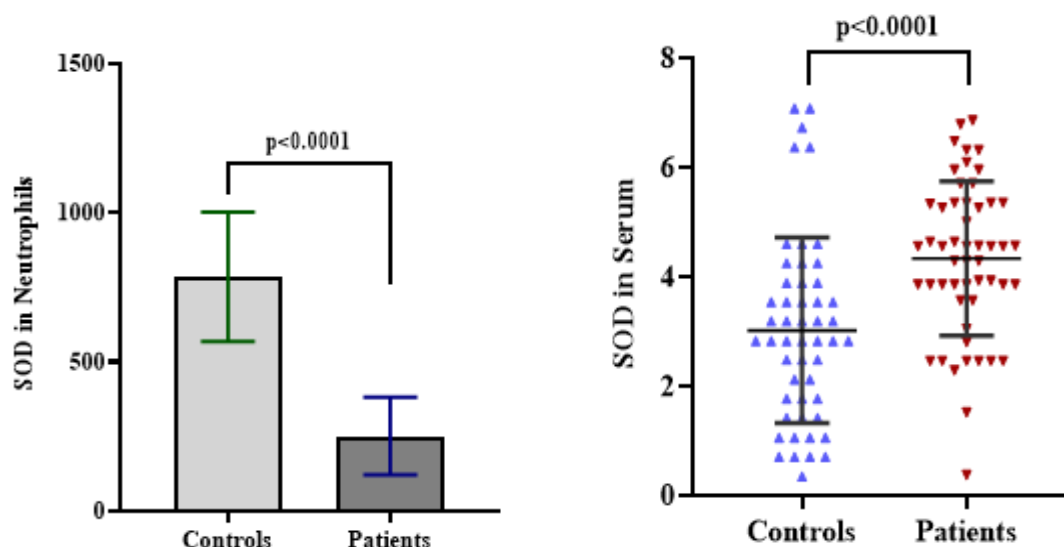 1500
1000
500
0
SOD in Neutrophils
p<0.0001
Controls
Patients
p<0.0001
8
6
4
2
0
SOD in Serum
Controls
Patients